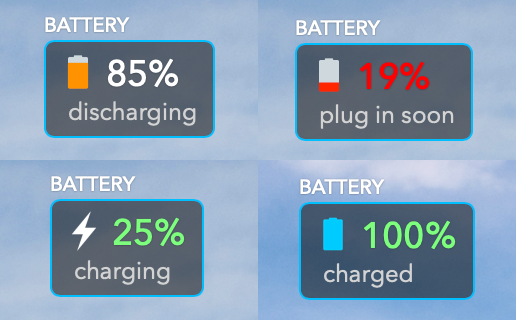 BATTERY
85%
discharging
BATTERY
19%
plug in soon
BATTERY
25%
charging
BATTERY
100%
charged